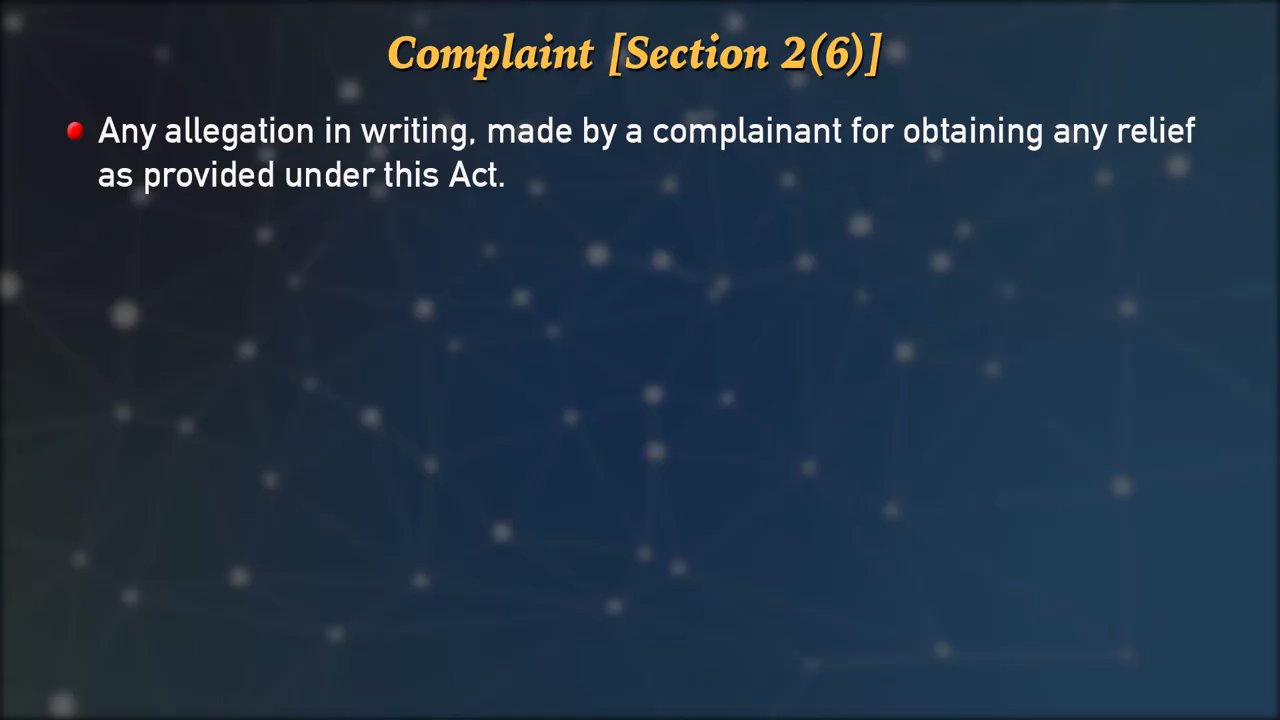 Complaint [Section 2(6)]
Any allegation in writing, made by a complainant for obtaining any relief
as provided under this Act.